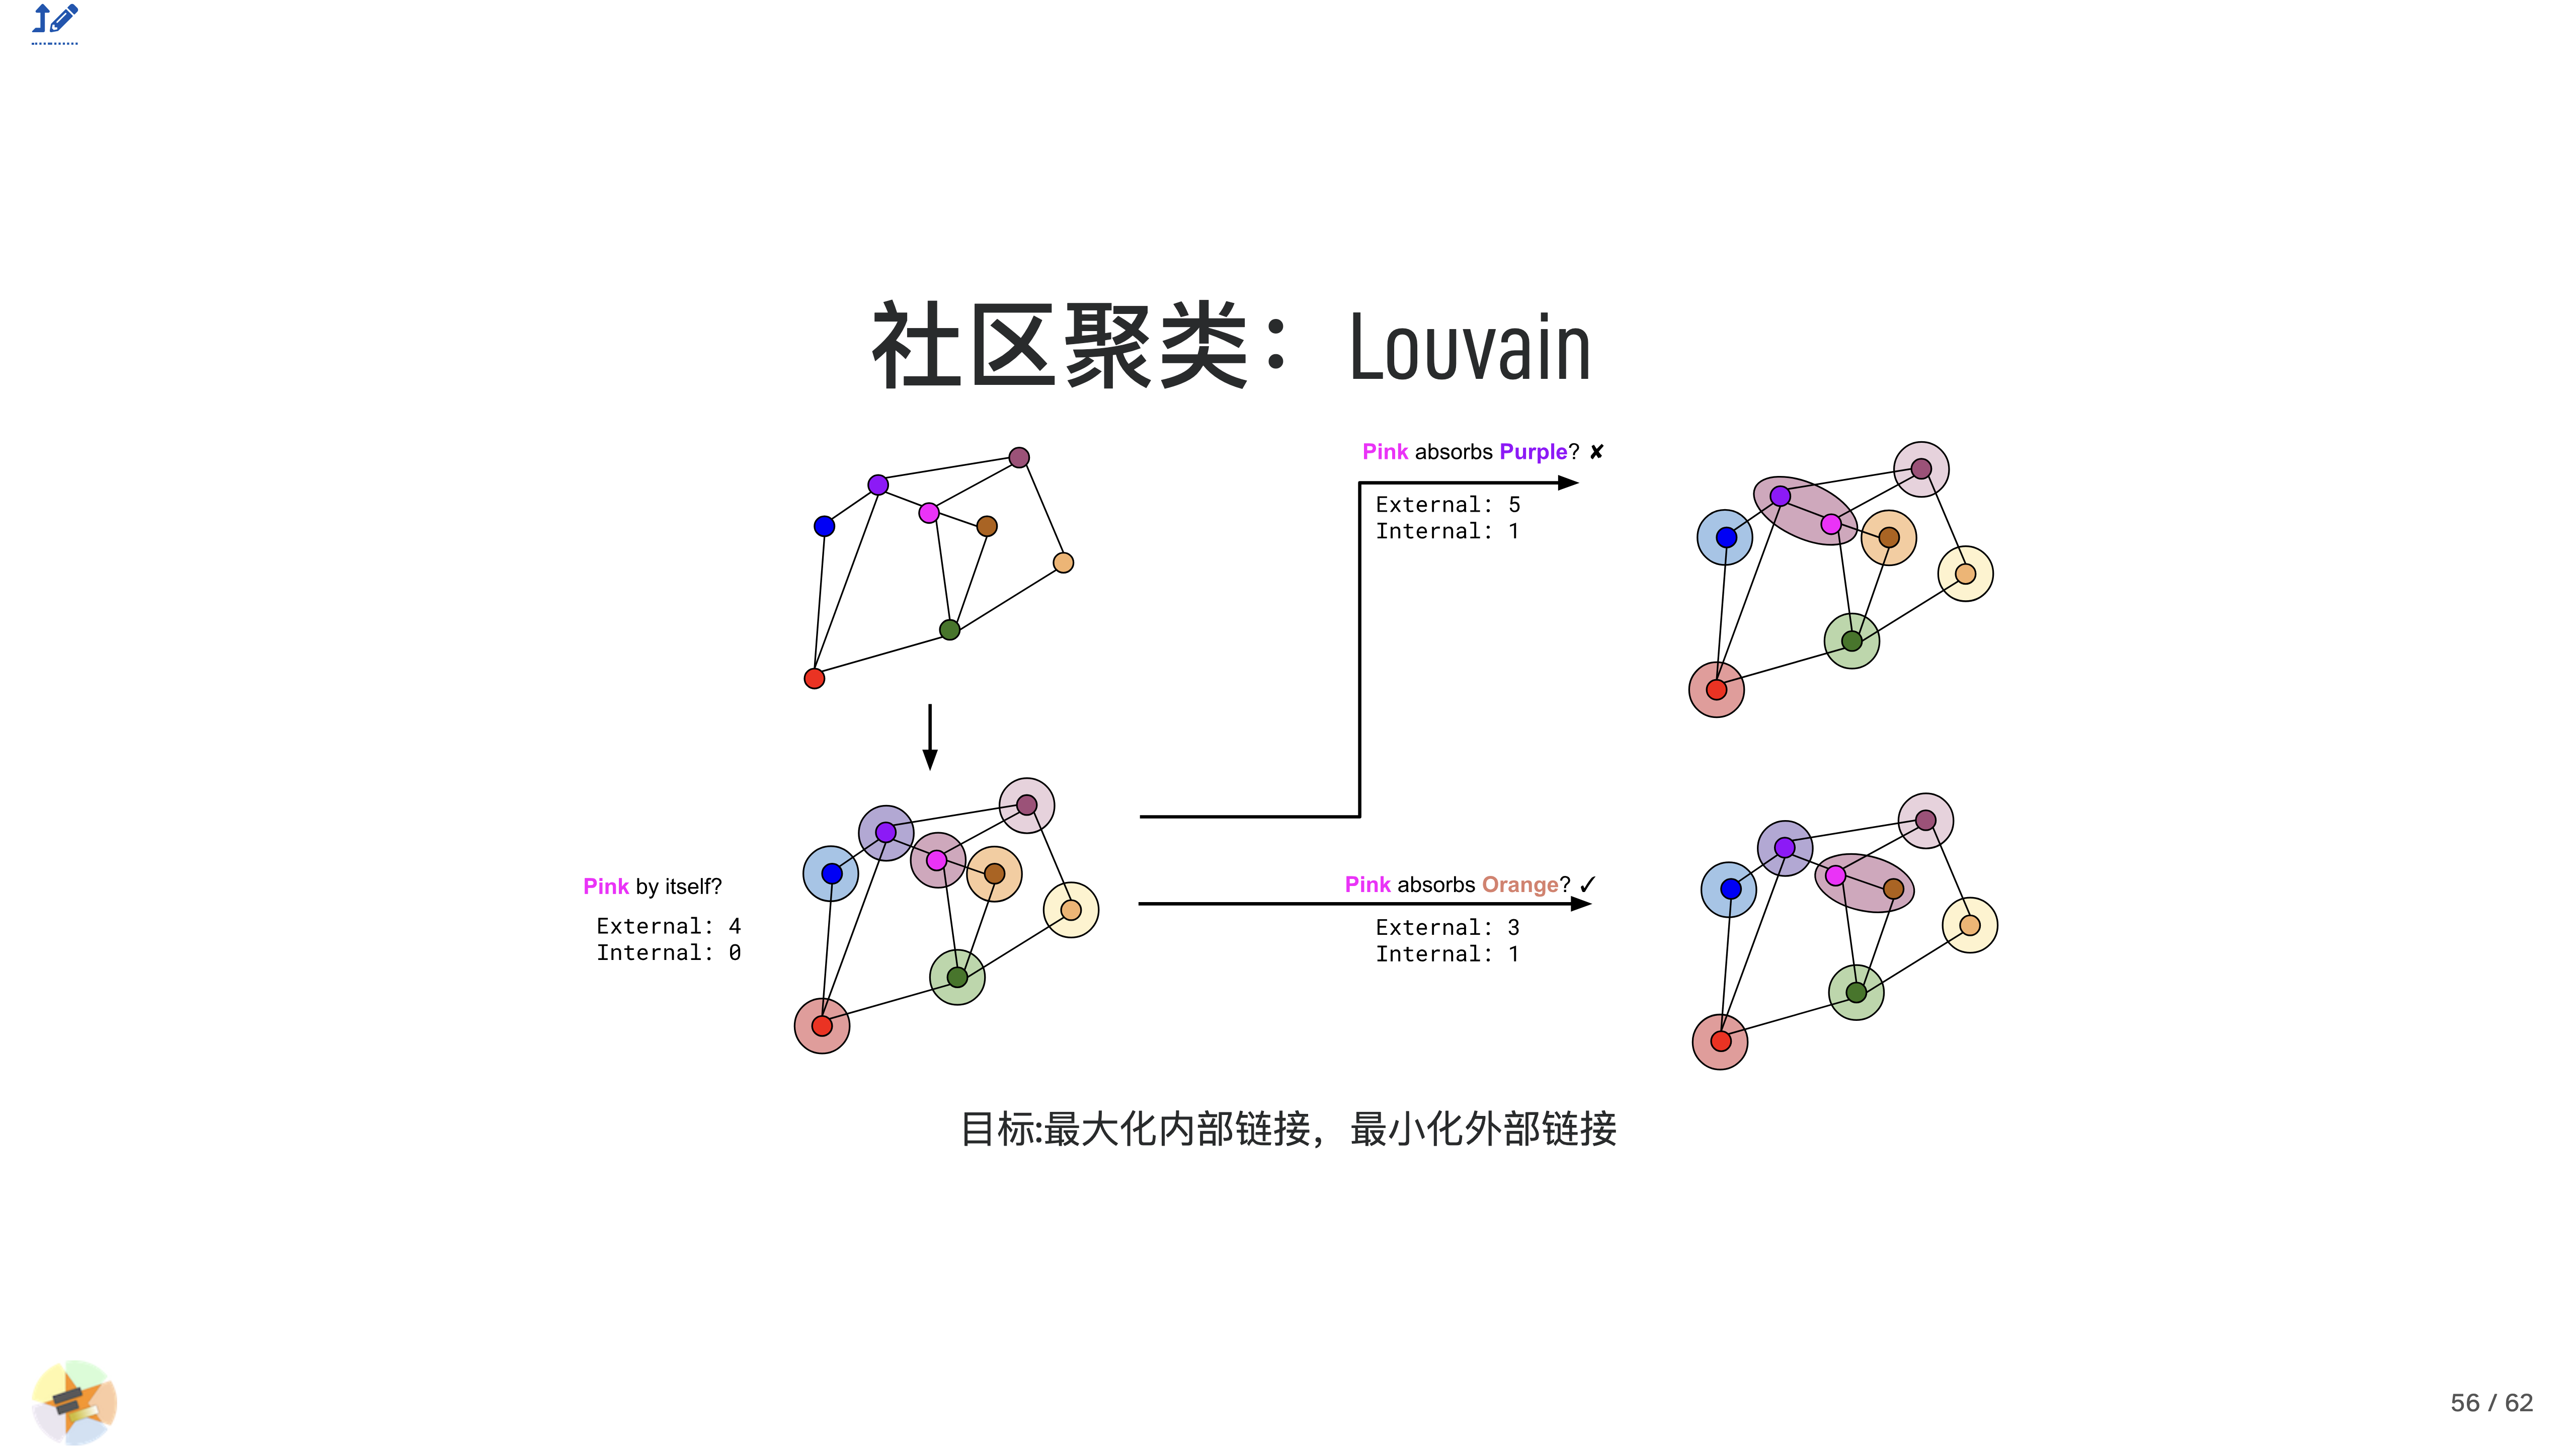 社区聚类：Louvain
Pink absorbs Purple? ✘
External: 5
Internal: 1
Pink by itself?
External: 4
Internal: 0
Pink absorbs Orange? ✓
External: 3
Internal: 1
目标:最大化内部链接，最小化外部链接
56 / 62